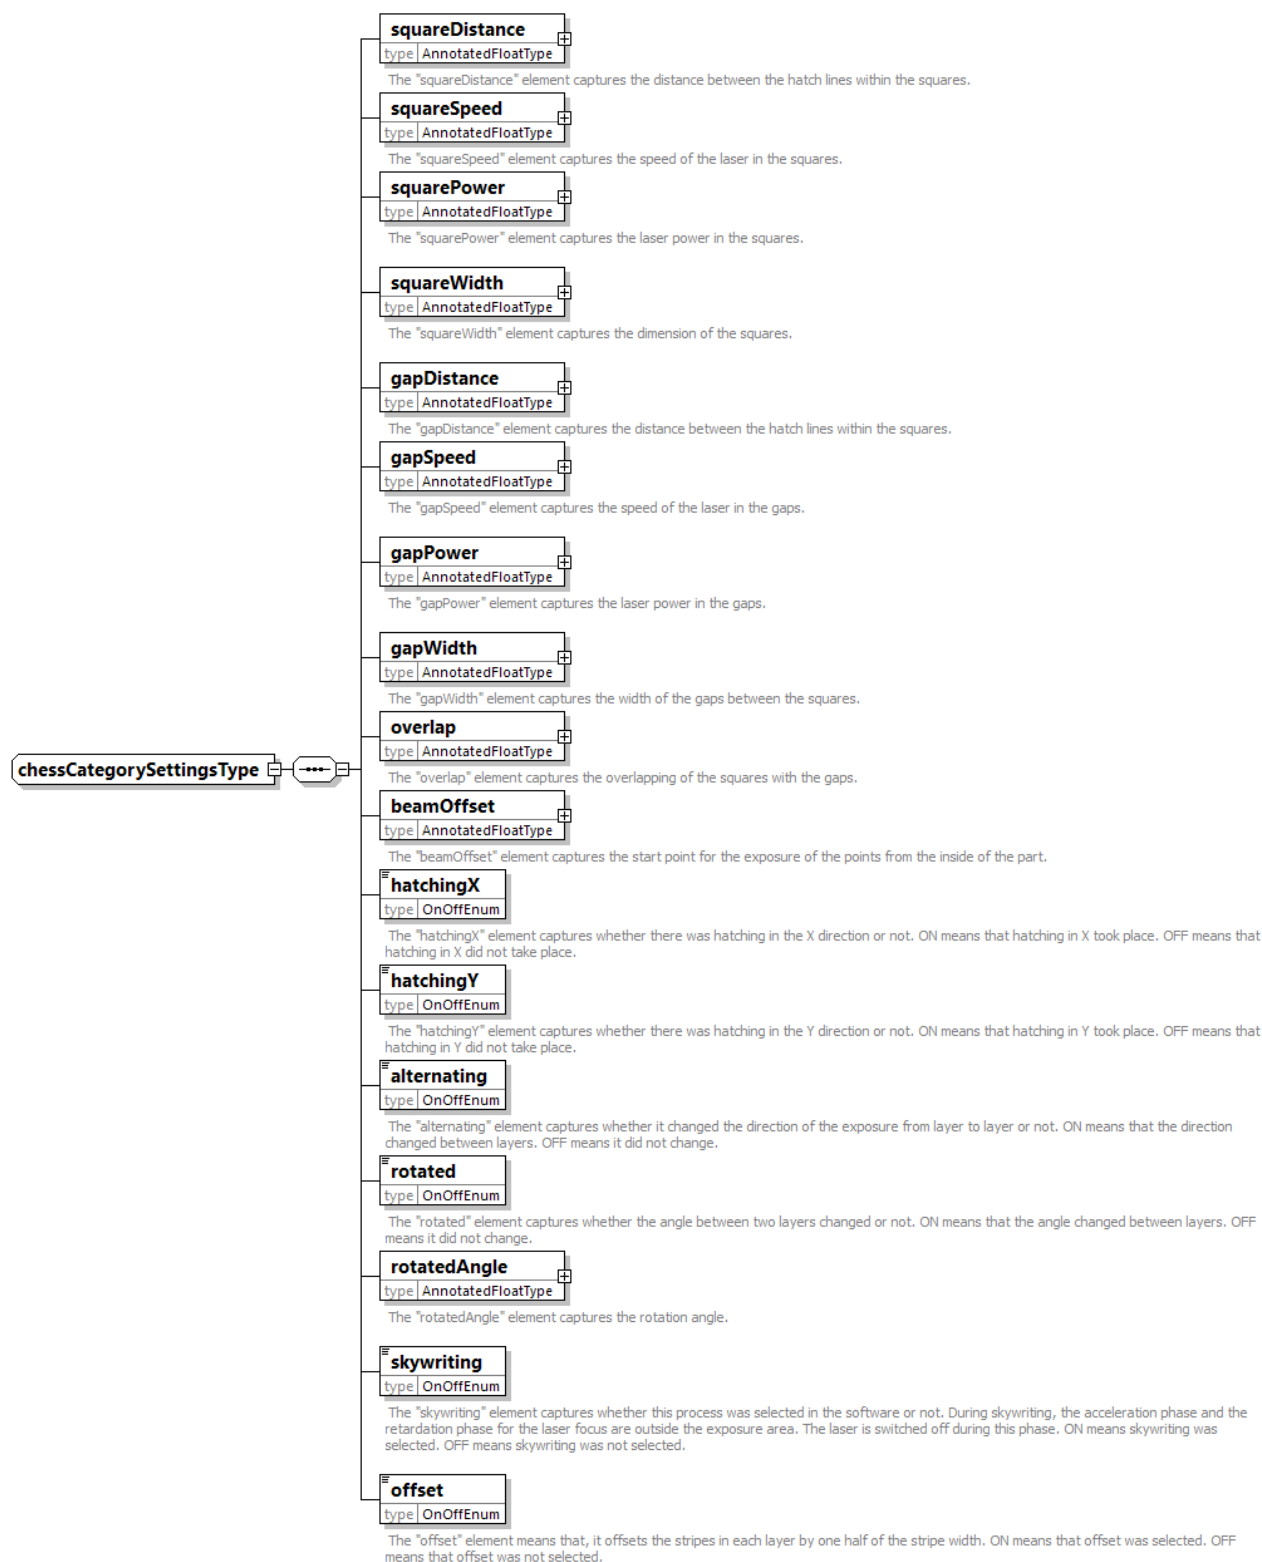 squareDistance
type AnnotatedFloatType
The "squareDistance" element captures the distance between the hatch lines within the squares.
squareSpeed
type AnnotatedFloatType
The "squareSpeed" element captures the speed of the laser in the squares.
squarePower
type AnnotatedFloatType
The "squarePower" element captures the laser power in the squares.
squareWidth
type AnnotatedFloatType
The "squareWidth" element captures the dimension of the squares.
gapDistance
type AnnotatedFloatType
The "gapDistance" element captures the distance between the hatch lines within the squares.
gapSpeed
type AnnotatedFloatType
The "gapSpeed" element captures the speed of the laser in the gaps.
gapPower
type AnnotatedFloatType
The "gapPower" element captures the laser power in the gaps.
gapWidth
type AnnotatedFloatType
The "gapWidth" element captures the width of the gaps between the squares.
overlap
type AnnotatedFloatType
chessCategorySettingsType
The "overlap" element captures the overlapping of the squares with the gaps.
beamOffset
type AnnotatedFloatType
The "beamOffset" element captures the start point for the exposure of the points from the inside of the part.
hatchingX
type OnOffEnum
The "hatchingX" element captures whether there was hatching in the X direction or not. ON means that hatching in X took place. OFF means that
hatching in X did not take place.
hatchingY
type OnOffEnum
The "hatchingY" element captures whether there was hatching in the Y direction or not. ON means that hatching in Y took place. OFF means that
hatching in Y did not take place.
alternating
type OnOffEnum
The "alternating" element captures whether it changed the direction of the exposure from layer to layer or not. ON means that the direction
changed between layers. OFF means it did not change.
rotated
type OnOffEnum
The "rotated" element captures whether the angle between two layers changed or not. ON means that the angle changed between layers. OFF
means it did not change.
rotatedAngle
type AnnotatedFloatType
The "rotatedAngle" element captures the rotation angle.
skywriting
type OnOffEnum
The "skywriting" element captures whether this process was selected in the software or not. During skywriting, the acceleration phase and the
retardation phase for the laser focus are outside the exposure area. The laser is switched off during this phase. ON means skywriting was
selected. OFF means skywriting was not selected.
offset
type OnOffEnum
The "offset" element means that, it offsets the stripes in each layer by one half of the stripe width. ON means that offset was selected. OFF
means that offset was not selected.